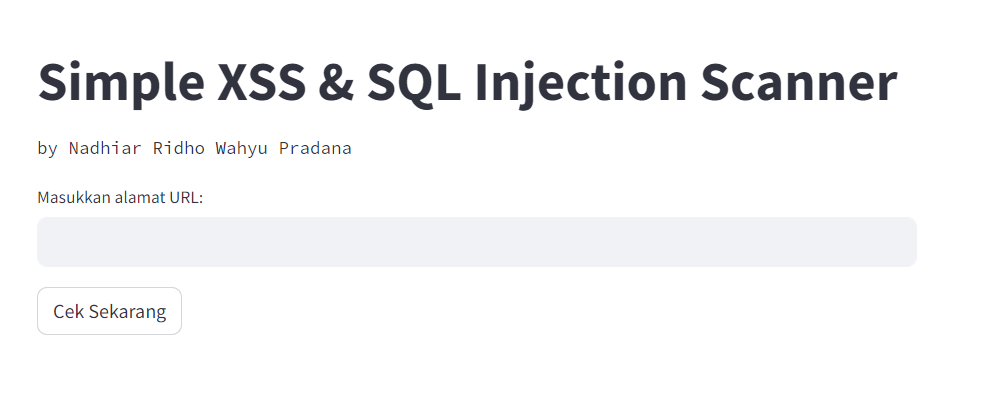 Simple XSS & SQL Injection Scanner
by Nadhiar Ridho Wahyu Pradana
Masukkan alamat URL:
Cek Sekarang